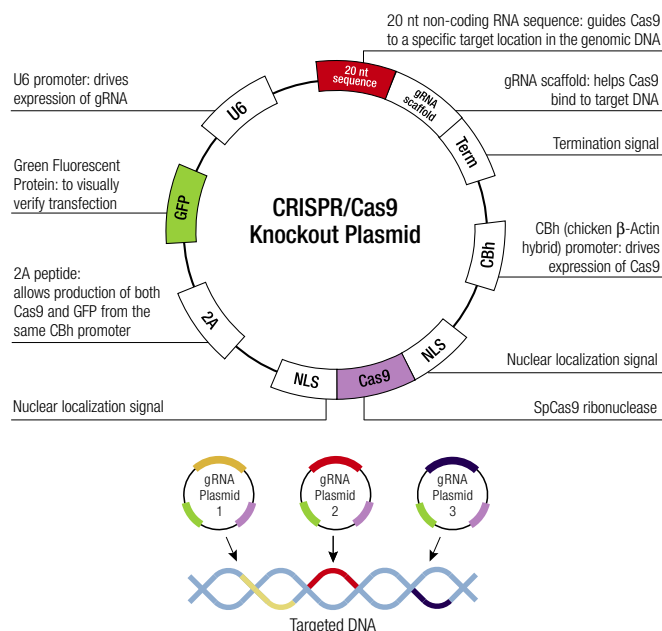 20 nt non-coding RNA sequence: guides Cas9
to a specific target location in the genomic DNA
U6 promoter: drives
expression of gRNA
gRNA scaffold: helps Cas9
bind to target DNA
Termination signal
Green Fluorescent
Protein: to visually
verify transfection
CBh (chicken β-Actin
hybrid) promoter: drives
expression of Cas9
2A peptide:
allows production of both
Cas9 and GFP from the
same CBh promoter
Nuclear localization signal
Nuclear localization signal
SpCas9 ribonuclease
CRISPR/Cas9
Knockout Plasmid
20 nt
sequence
gRNA
scaffold
Term
CBh
NLS
Cas9
NLS
2A
GFP
U6
gRNA
Plasmid
1
gRNA
Plasmid
2
gRNA
Plasmid
3
Targeted DNA